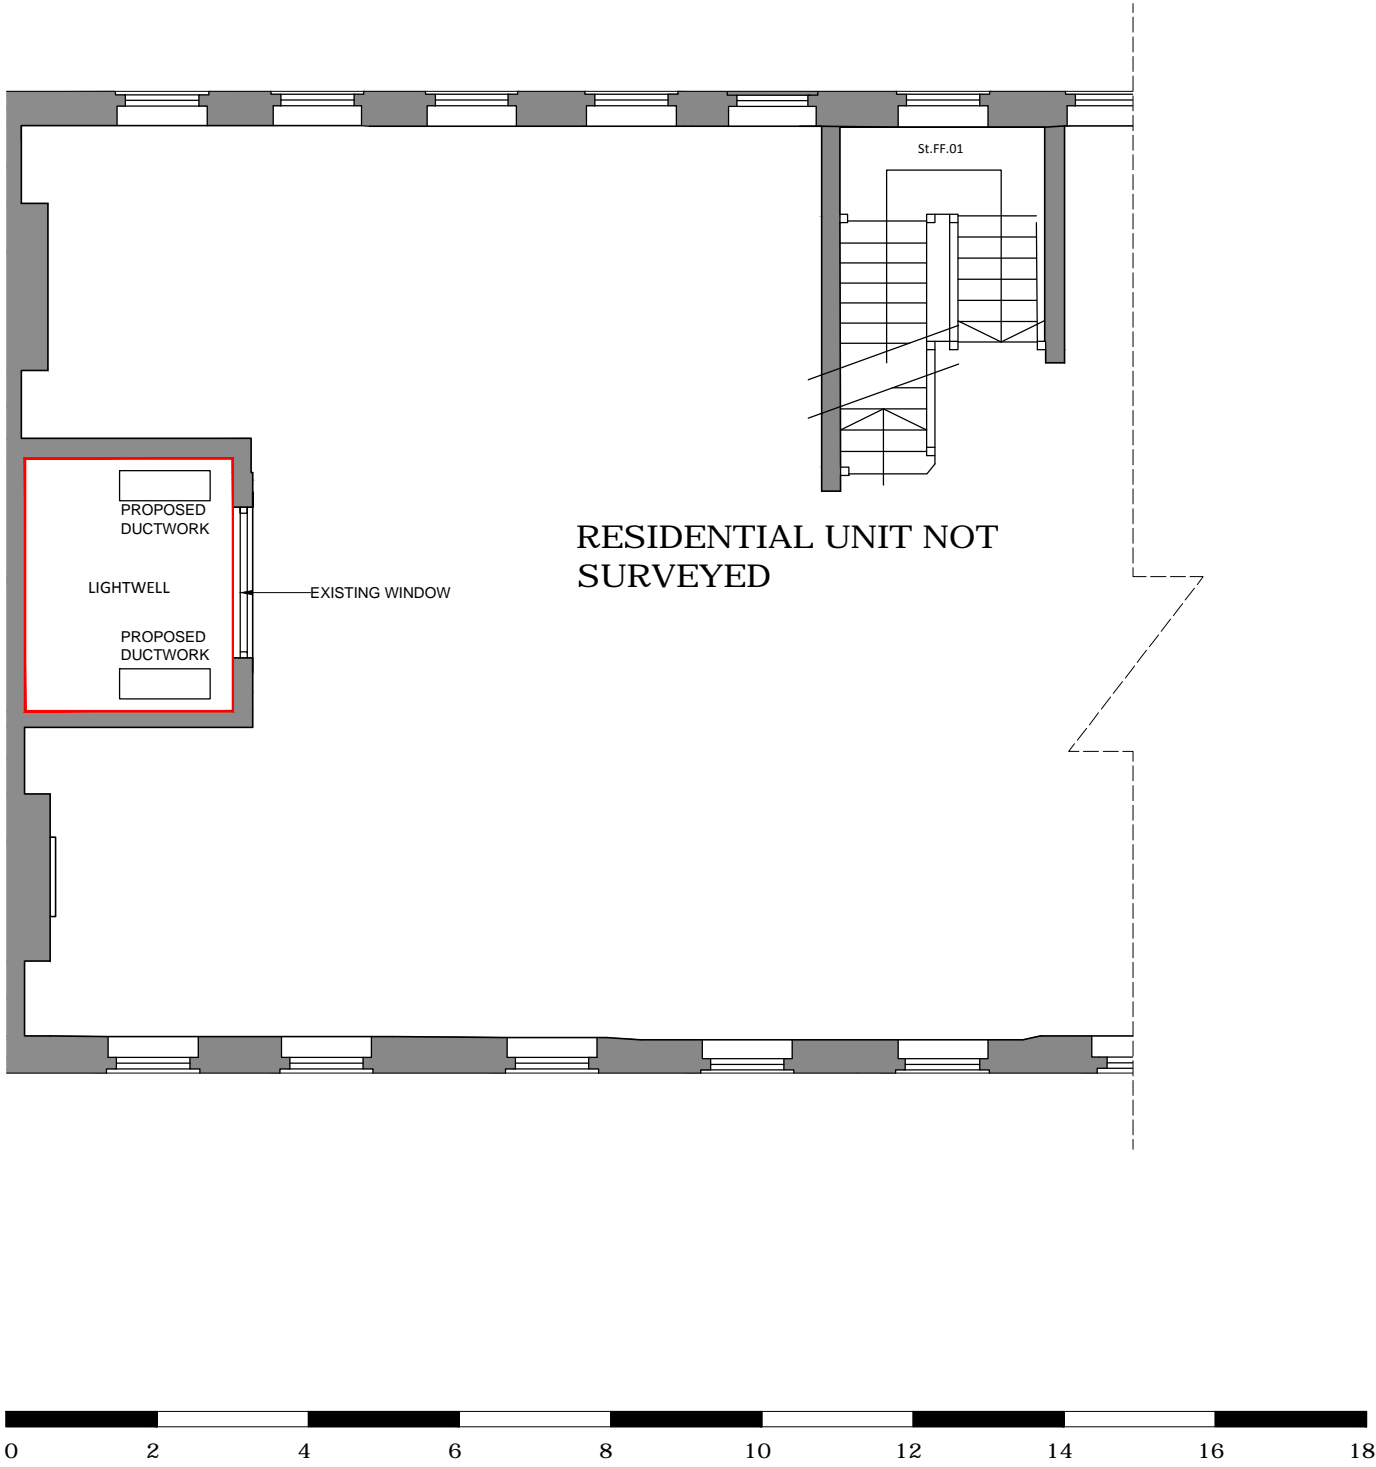 St.FF.01
PROPOSED
DUCTWORK
RESIDENTIAL UNIT NOT
SURVEYED
LIGHTWELL
EXISTING WINDOW
PROPOSED
DUCTWORK
0 2 4 6 8 10 12 14 16 18